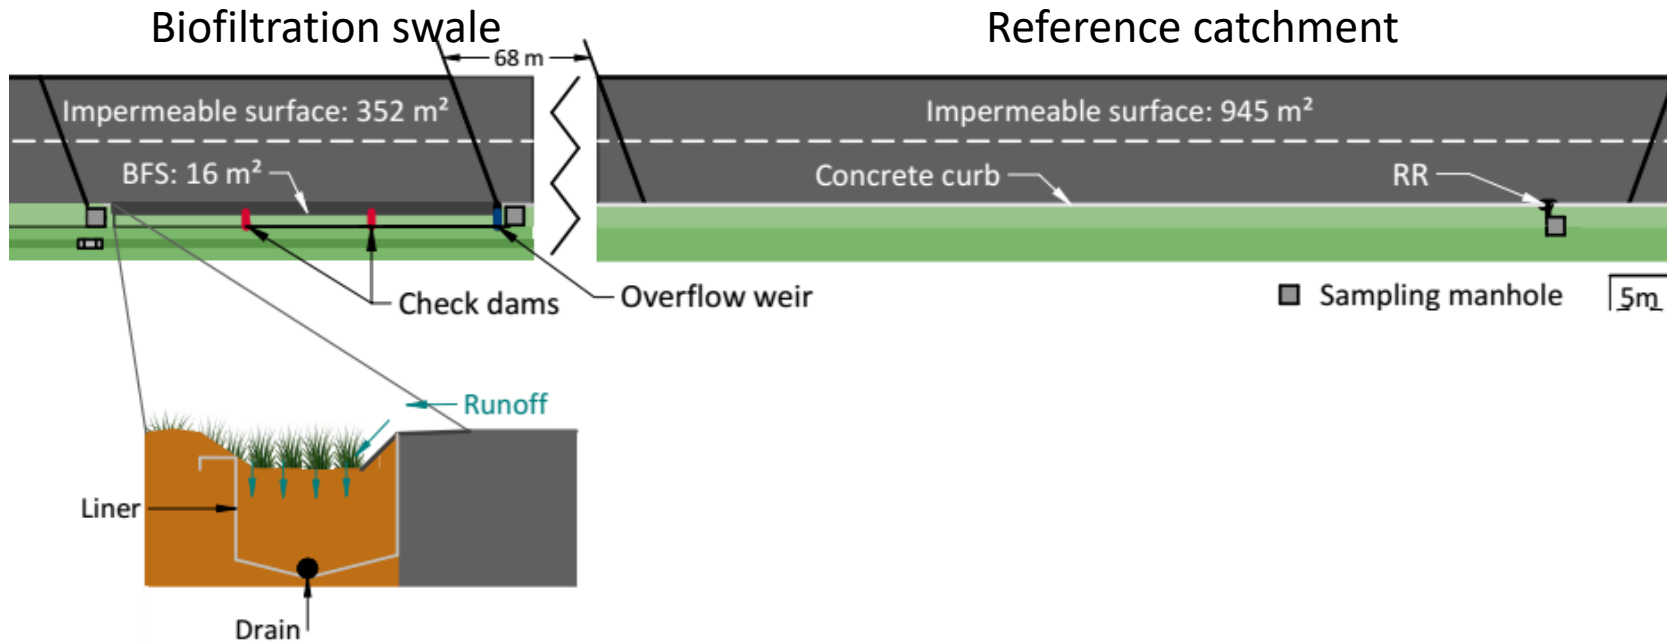 Biofiltration swale
Reference catchment
68 m
Impermeable surface: 352 m²
Impermeable surface: 945 m²
BFS: 16 m²
Concrete curb
RR
Check dams
Overflow weir
Sampling manhole
5m
Runoff
Liner
Drain